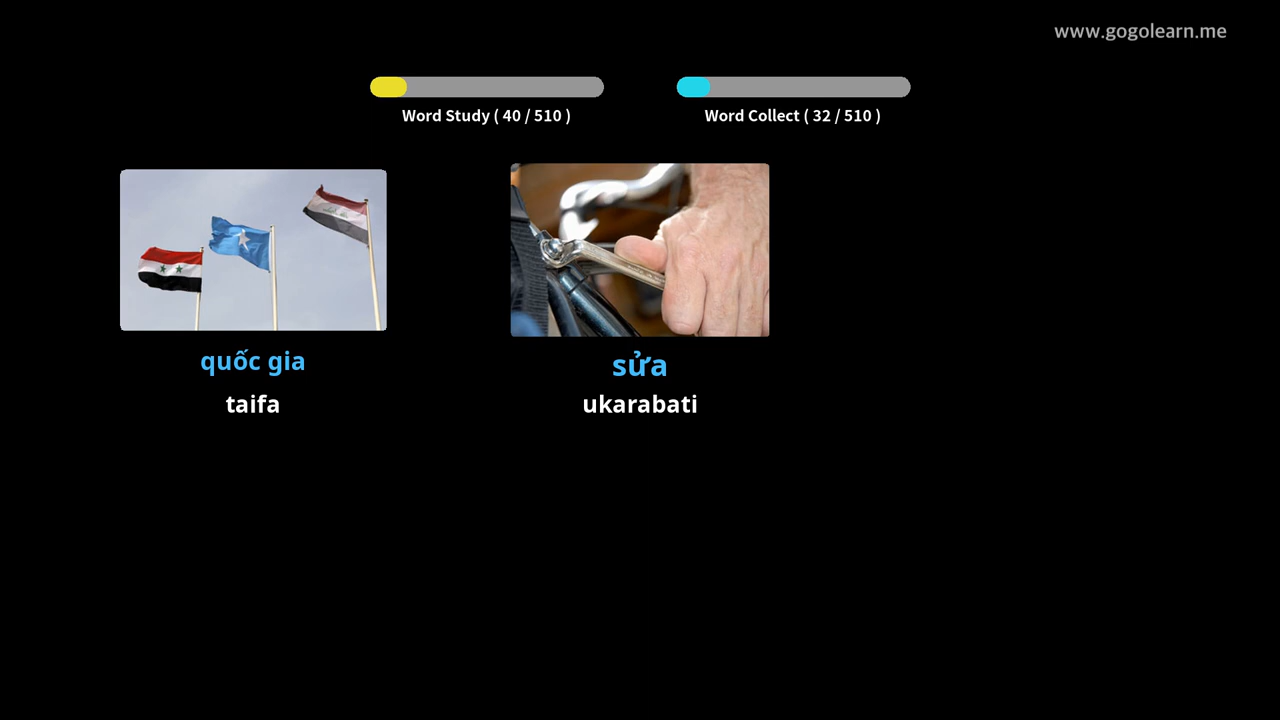 www.gogolearn.me
Word Study ( 40 / 510 )
Word Collect ( 32 / 510 )
quốc gia
taifa
sửa
ukarabati